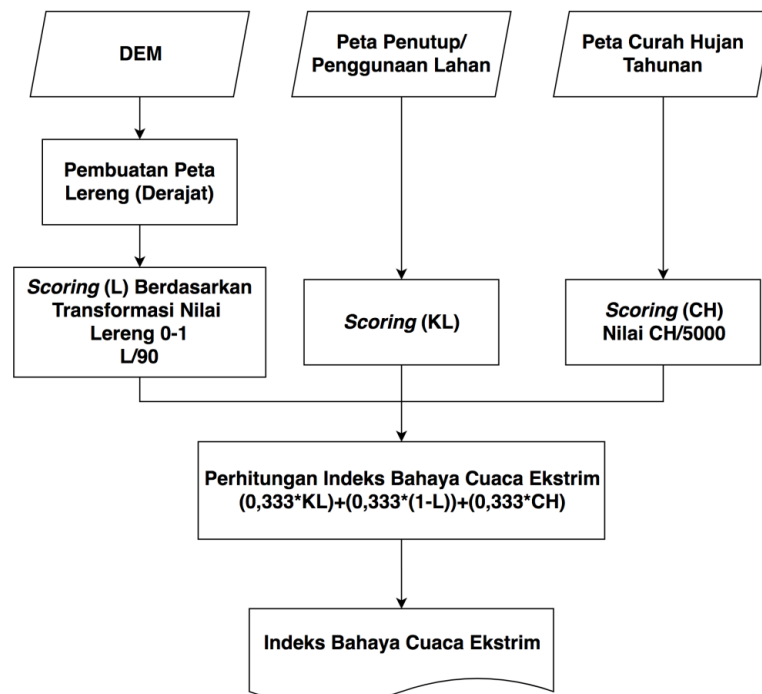 DEM
Peta Penutup/
Penggunaan Lahan
Peta Curah Hujan
Tahunan
Pembuatan Peta
Lereng (Derajat)
Scoring (L) Berdasarkan
Transformasi Nilai
Lereng 0-1
L/90
Scoring (KL)
Scoring (CH)
Nilai CH/5000
Perhitungan Indeks Bahaya Cuaca Ekstrim
(0,333*KL)+(0,333*(1-L))+(0,333*CH)
Indeks Bahaya Cuaca Ekstrim